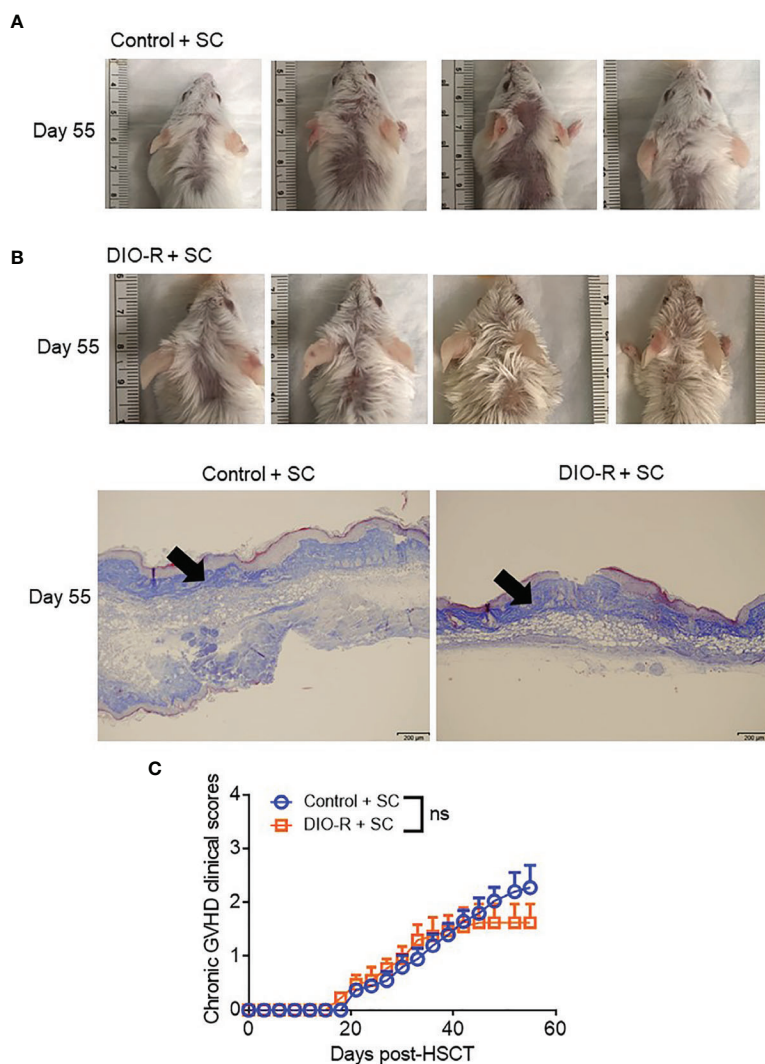 A
Control + SC
Day 55
B
DIO-R + SC
Day 55
Control + SC
DIO-R + SC
Day 55
200 µm
200 µm
C
Chronic GVHD dinical scores
4
3
2
1
0
Control + SC
DIO-R + SC
ns
0
20
40
60
Days post-HSCT